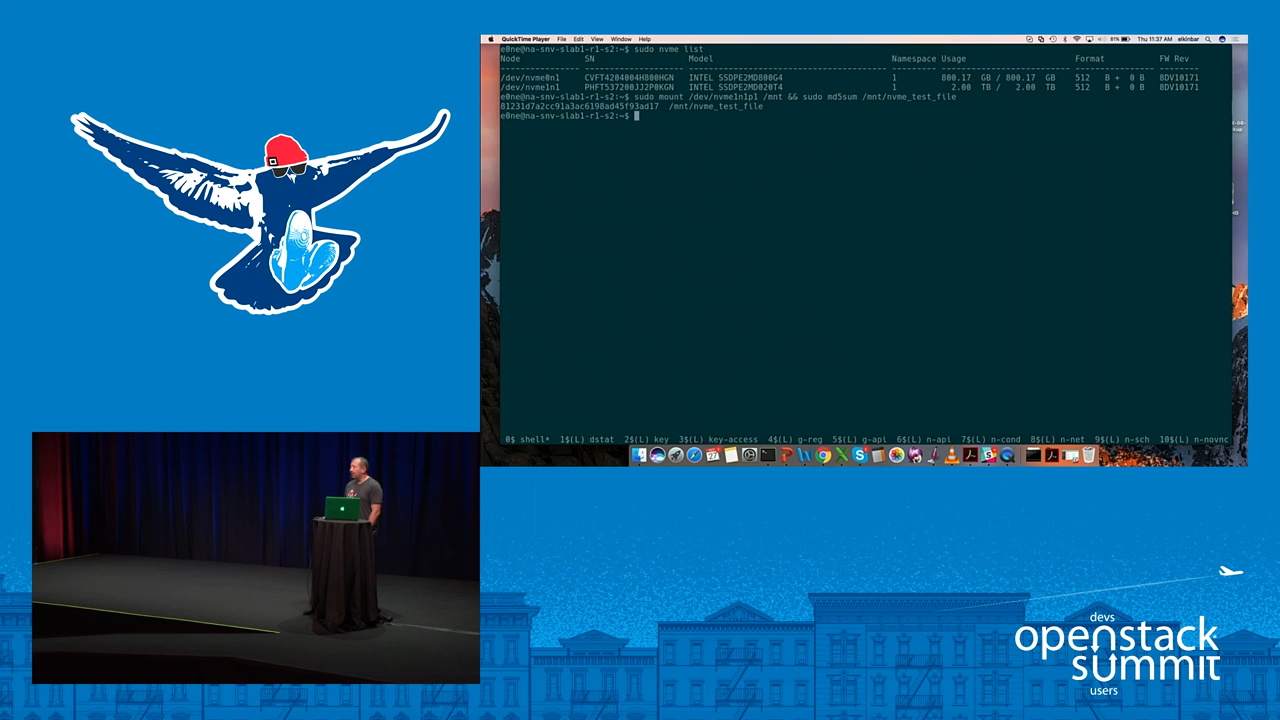 QuickTime Player File Edit View Window Help 81% Thu 11:37 AM elkinbar
e0ne@na-snv-slab1-r1-s2:~$ sudo nvme list
Node SN Model Namespace Usage Format FW Rev
/dev/nvme0n1 CVFT4204004H800HGN INTEL SSDPE2MD800G4 1 800.17 GB / 800.17 GB 512 B + 0 B 8DV10171
/dev/nvme1n1 PHFT537200JJ2P0KGN INTEL SSDPE2MD020T4 1 2.00 TB / 2.00 TB 512 B + 0 B 8DV10171
e0ne@na-snv-slab1-r1-s2:~$ sudo mount /dev/nvme1n1p1 /mnt && sudo md5sum /mnt/nvme_test_file
81231d7a2cc91a3ac6198ad45f93ad17 /mnt/nvme_test_file
e0ne@na-snv-slab1-r1-s2:~$
0$ shell* 1$(L) dstat 2$(L) key 3$(L) key-access 4$(L) g-reg 5$(L) g-api 6$(L) n-api 7$(L) n-cond 8$(L) n-net 9$(L) n-sch 10$(L) n-novnc
devs
openstack
summit
users